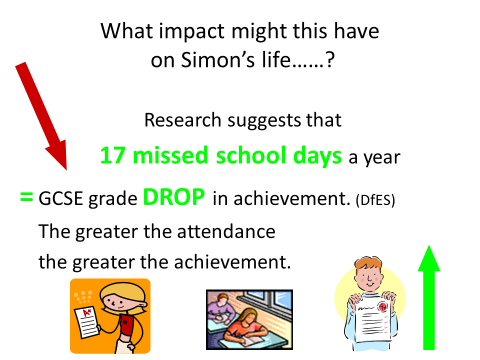 What impact might this have
on Simon's life……?
Research suggests that
17 missed school days a year
= GCSE grade DROP in achievement. (DfES)
The greater the attendance
the greater the achievement.
A+